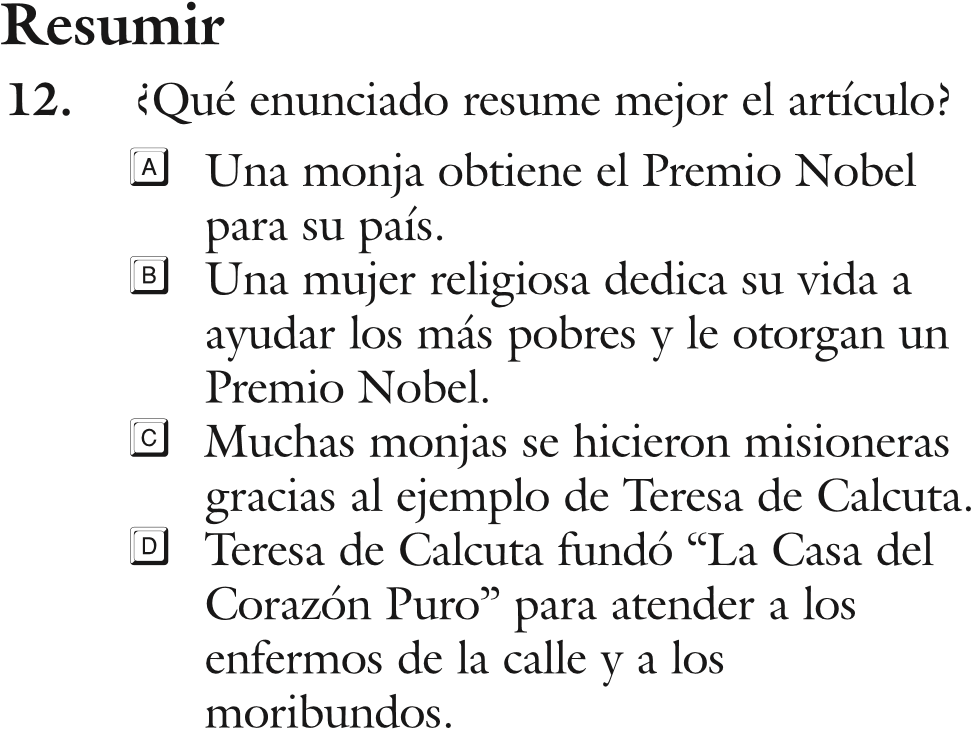 Resumir
12. ¿Qué enunciado resume mejor el artículo?
A Una monja obtiene el Premio Nobel
para su país.
B Una mujer religiosa dedica su vida a
ayudar los más pobres y le otorgan un
Premio Nobel.
C Muchas monjas se hicieron misioneras
gracias al ejemplo de Teresa de Calcuta.
D Teresa de Calcuta fundó “La Casa del
Corazón Puro” para atender a los
enfermos de la calle y a los
moribundos.